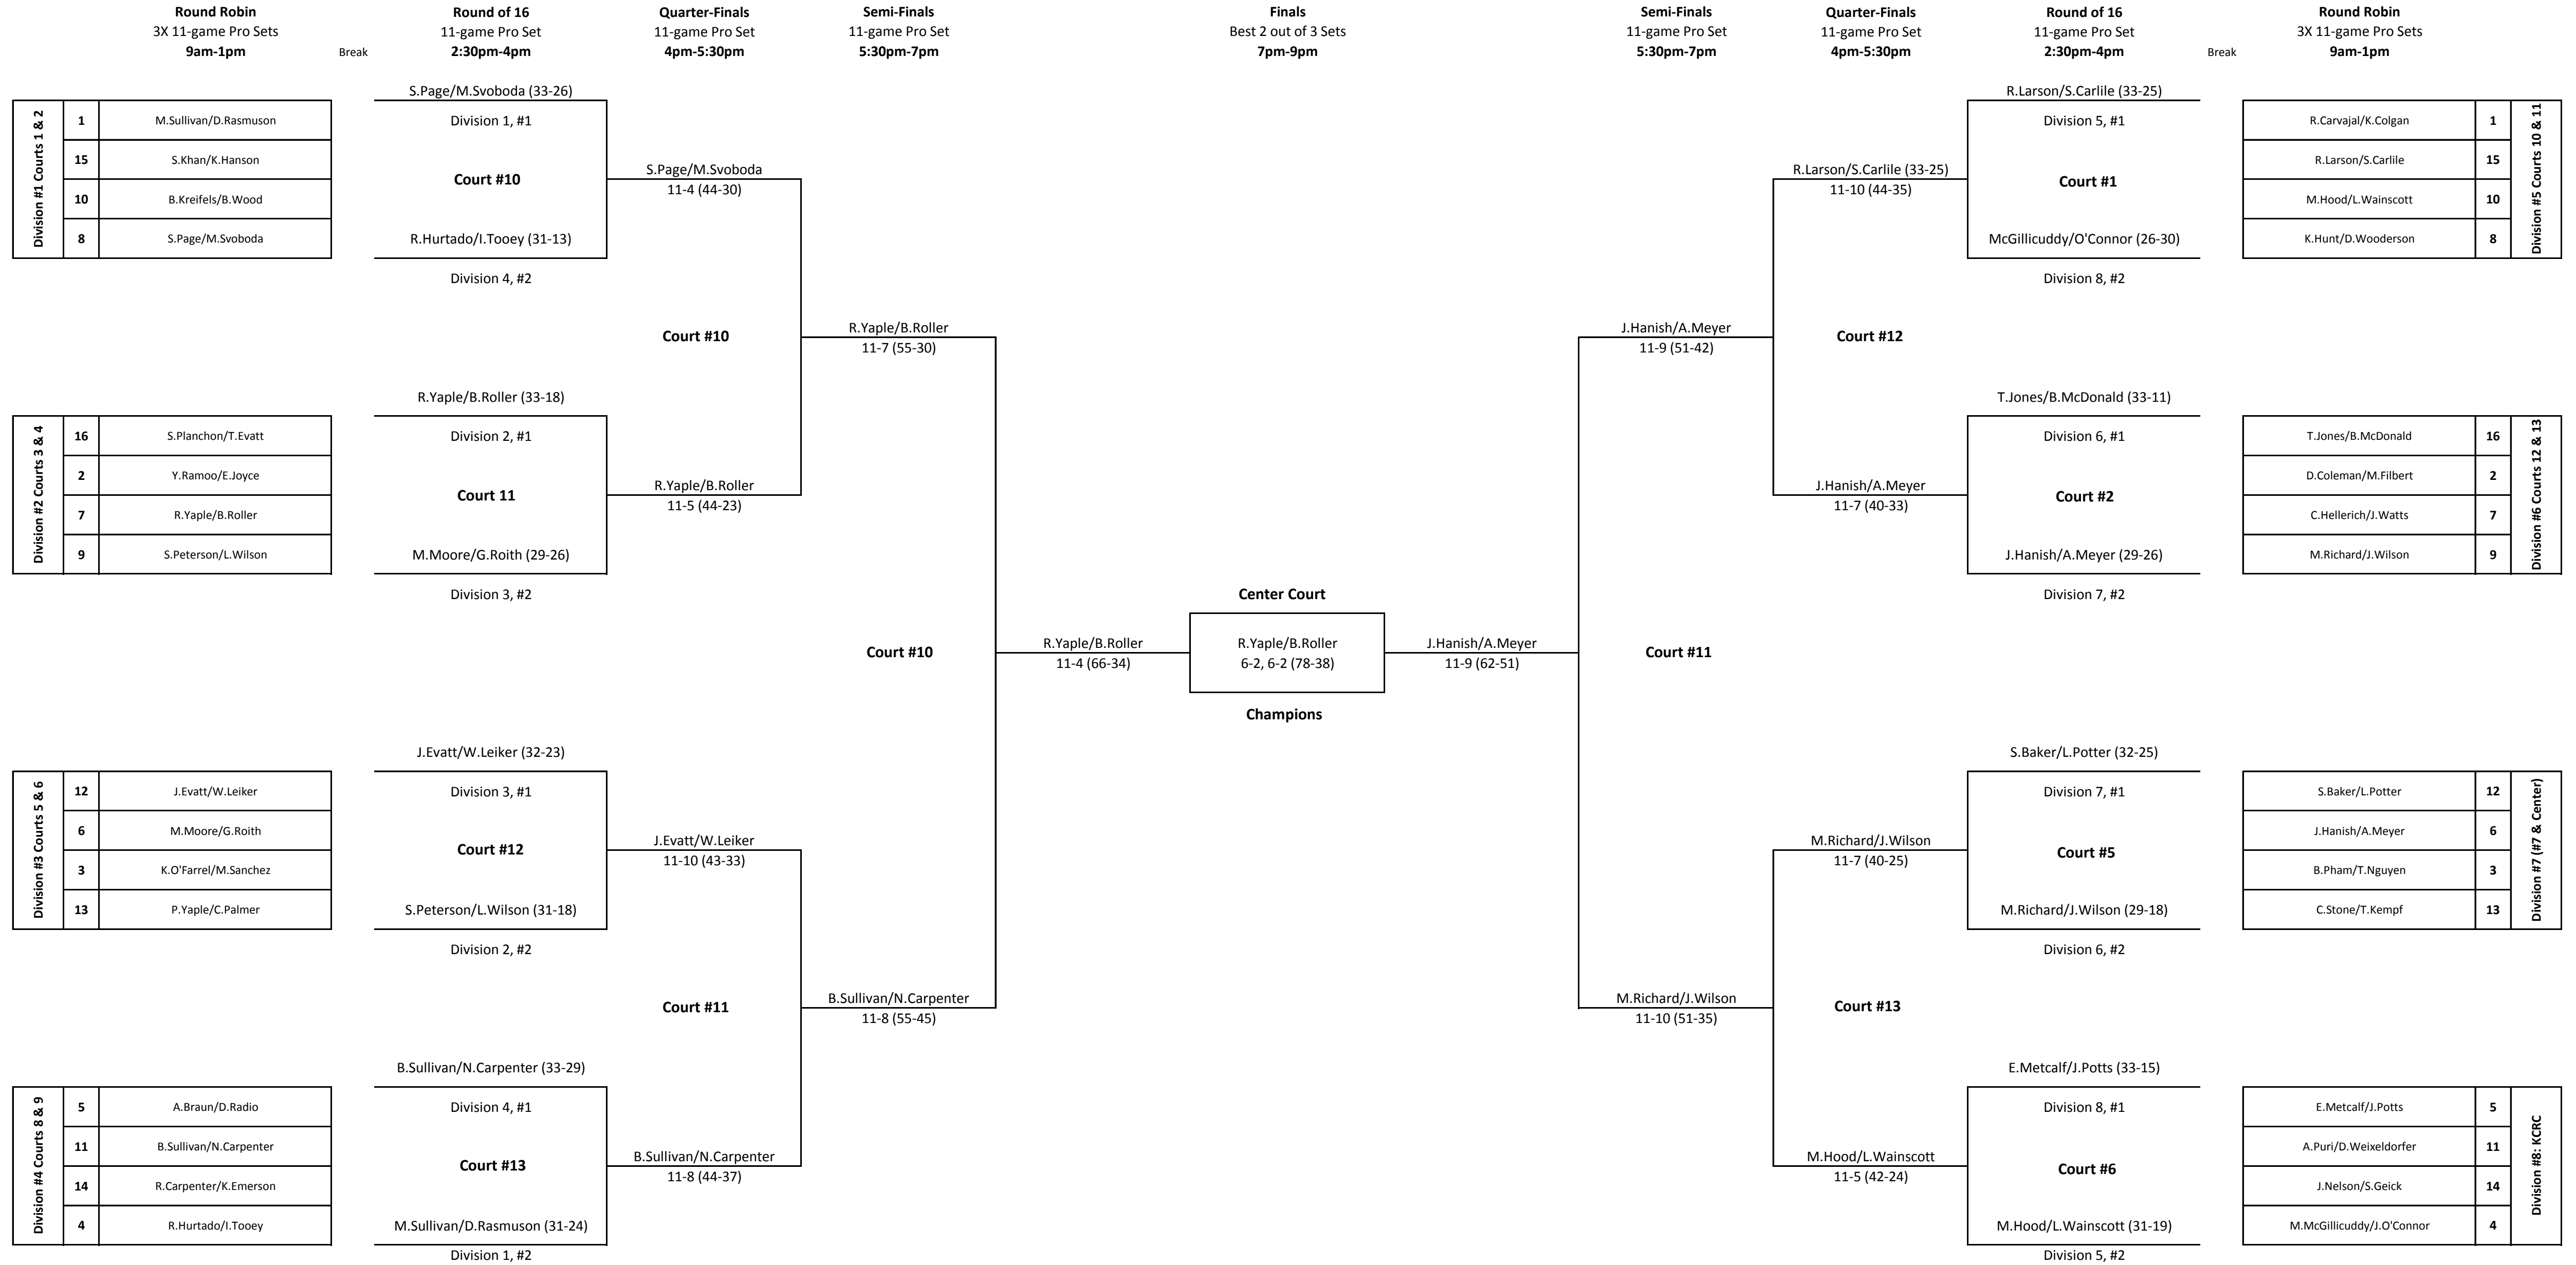 Round Robin
3X 11-game Pro Sets
9am-1pm
Break
Round of 16
11-game Pro Set
2:30pm-4pm
Quarter-Finals
11-game Pro Set
4pm-5:30pm
Semi-Finals
11-game Pro Set
5:30pm-7pm
Finals
Best 2 out of 3 Sets
7pm-9pm
Semi-Finals
11-game Pro Set
5:30pm-7pm
Quarter-Finals
11-game Pro Set
4pm-5:30pm
Round of 16
11-game Pro Set
2:30pm-4pm
Break
Round Robin
3X 11-game Pro Sets
9am-1pm
Division #1 Courts 1 & 2
1 M.Sullivan/D.Rasmuson
15 S.Khan/K.Hanson
10 B.Kreifels/B.Wood
8 S.Page/M.Svoboda
Division #2 Courts 3 & 4
16 S.Planchon/T.Evatt
2 Y.Ramoo/E.Joyce
7 R.Yaple/B.Roller
9 S.Peterson/L.Wilson
Division #3 Courts 5 & 6
12 J.Evatt/W.Leiker
6 M.Moore/G.Roith
3 K.O'Farrel/M.Sanchez
13 P.Yaple/C.Palmer
Division #4 Courts 8 & 9
5 A.Braun/D.Radio
11 B.Sullivan/N.Carpenter
14 R.Carpenter/K.Emerson
4 R.Hurtado/I.Tooey
S.Page/M.Svoboda (33-26)
Division 1, #1
Court #10
R.Hurtado/I.Tooey (31-13)
Division 4, #2
R.Yaple/B.Roller (33-18)
Division 2, #1
Court 11
M.Moore/G.Roith (29-26)
Division 3, #2
J.Evatt/W.Leiker (32-23)
Division 3, #1
Court #12
S.Peterson/L.Wilson (31-18)
Division 2, #2
B.Sullivan/N.Carpenter (33-29)
Division 4, #1
Court #13
M.Sullivan/D.Rasmuson (31-24)
Division 1, #2
S.Page/M.Svoboda
11-4 (44-30)
Court #10
R.Yaple/B.Roller
11-5 (44-23)
J.Evatt/W.Leiker
11-10 (43-33)
Court #11
B.Sullivan/N.Carpenter
11-8 (44-37)
R.Yaple/B.Roller
11-7 (55-30)
Court #10
B.Sullivan/N.Carpenter
11-8 (55-45)
R.Yaple/B.Roller
11-4 (66-34)
Center Court
R.Yaple/B.Roller
6-2, 6-2 (78-38)
Champions
J.Hanish/A.Meyer
11-9 (62-51)
J.Hanish/A.Meyer
11-9 (51-42)
Court #11
M.Richard/J.Wilson
11-10 (51-35)
R.Larson/S.Carlile (33-25)
11-10 (44-35)
Court #12
J.Hanish/A.Meyer
11-7 (40-33)
M.Richard/J.Wilson
11-7 (40-25)
Court #13
M.Hood/L.Wainscott
11-5 (42-24)
R.Larson/S.Carlile (33-25)
Division 5, #1
Court #1
McGillicuddy/O'Connor (26-30)
Division 8, #2
T.Jones/B.McDonald (33-11)
Division 6, #1
Court #2
J.Hanish/A.Meyer (29-26)
Division 7, #2
S.Baker/L.Potter (32-25)
Division 7, #1
Court #5
M.Richard/J.Wilson (29-18)
Division 6, #2
E.Metcalf/J.Potts (33-15)
Division 8, #1
Court #6
M.Hood/L.Wainscott (31-19)
Division 5, #2
R.Carvajal/K.Colgan 1
R.Larson/S.Carlile 15
M.Hood/L.Wainscott 10
K.Hunt/D.Wooderson 8
Division #5 Courts 10 & 11
T.Jones/B.McDonald 16
D.Coleman/M.Filbert 2
C.Hellerich/J.Watts 7
M.Richard/J.Wilson 9
Division #6 Courts 12 & 13
S.Baker/L.Potter 12
J.Hanish/A.Meyer 6
B.Pham/T.Nguyen 3
C.Stone/T.Kempf 13
Division #7 (#7 & Center)
E.Metcalf/J.Potts 5
A.Puri/D.Weixeldorfer 11
J.Nelson/S.Geick 14
M.McGillicuddy/J.O'Connor 4
Division #8: KCRC